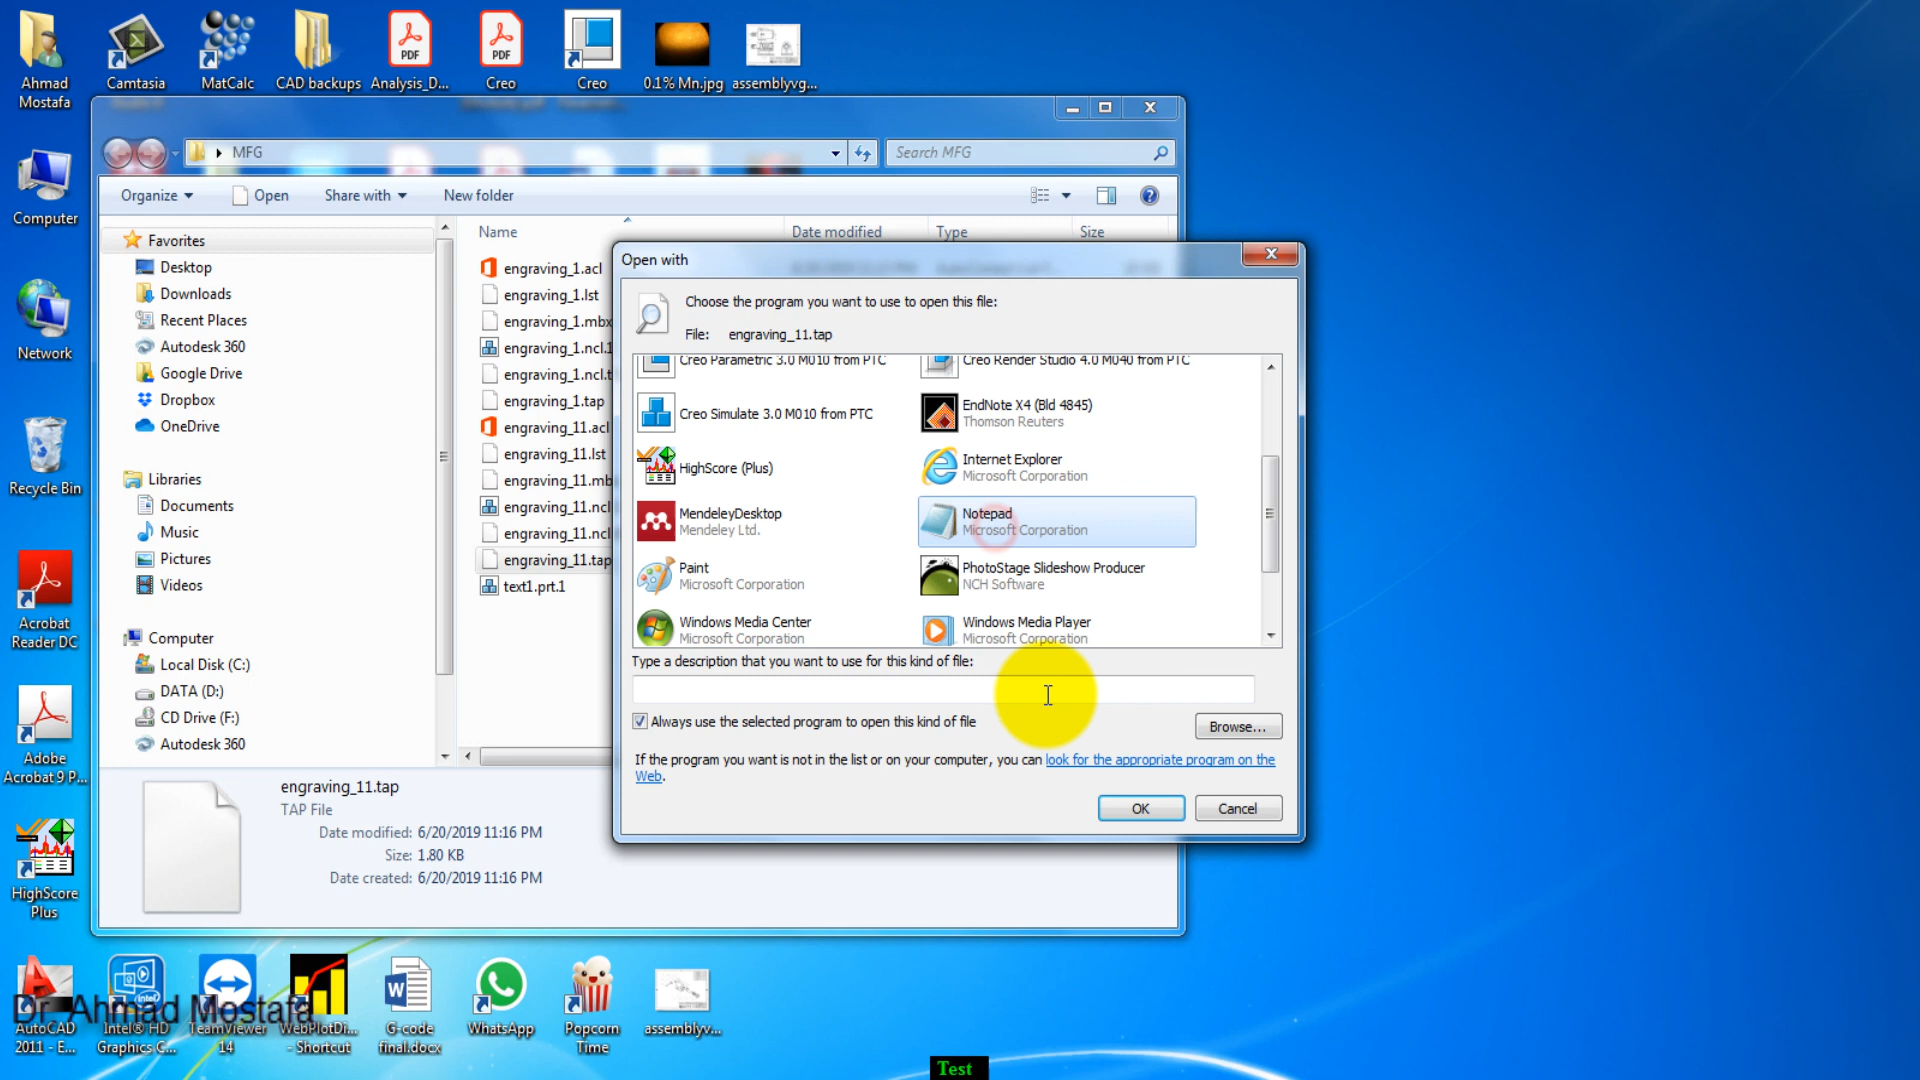 Ahmad
Mostafa
Camtasia
MatCalc
CAD backups
PDF
Analysis_D...
PDF
Creo
Creo
0.1% Mn.jpg
assemblyvg...
Computer
Network
Recycle Bin
Acrobat
Reader DC
Adobe
Acrobat 9 P...
HighScore
Plus
MFG
Search MFG
Organize
Open
Share with
New folder
Favorites
Desktop
Downloads
Recent Places
Autodesk 360
Google Drive
Dropbox
OneDrive
Libraries
Documents
Music
Pictures
Videos
Computer
Local Disk (C:)
DATA (D:)
CD Drive (F:)
Autodesk 360
Name
Date modified
Type
Size
engraving_1.acl
engraving_1.lst
engraving_1.mbx
engraving_1.ncl.1
engraving_1.ncl.t
engraving_1.tap
engraving_11.acl
engraving_11.lst
engraving_11.mb
engraving_11.ncl
engraving_11.ncl
engraving_11.tap
text1.prt.1
Open with
Choose the program you want to use to open this file:
File: engraving_11.tap
Creo Parametric 3.0 M010 from PTC
Creo Render Studio 4.0 M040 from PTC
Creo Simulate 3.0 M010 from PTC
EndNote X4 (Bld 4845)
Thomson Reuters
HighScore (Plus)
Internet Explorer
Microsoft Corporation
MendeleyDesktop
Mendeley Ltd.
Notepad
Microsoft Corporation
Paint
Microsoft Corporation
PhotoStage Slideshow Producer
NCH Software
Windows Media Center
Microsoft Corporation
Windows Media Player
Microsoft Corporation
Type a description that you want to use for this kind of file:
Always use the selected program to open this kind of file
Browse...
If the program you want is not in the list or on your computer, you can look for the appropriate program on the
Web.
OK
Cancel
engraving_11.tap
TAP File
Date modified: 6/20/2019 11:16 PM
Size: 1.80 KB
Date created: 6/20/2019 11:16 PM
Dr. Ahmad Mostafa
AutoCAD
2011 - E...
Intel® HD
Graphics C...
TeamViewer
14
WebPlotDi...
- Shortcut
G-code
final.docx
WhatsApp
Popcorn
Time
assemblyv...
Test